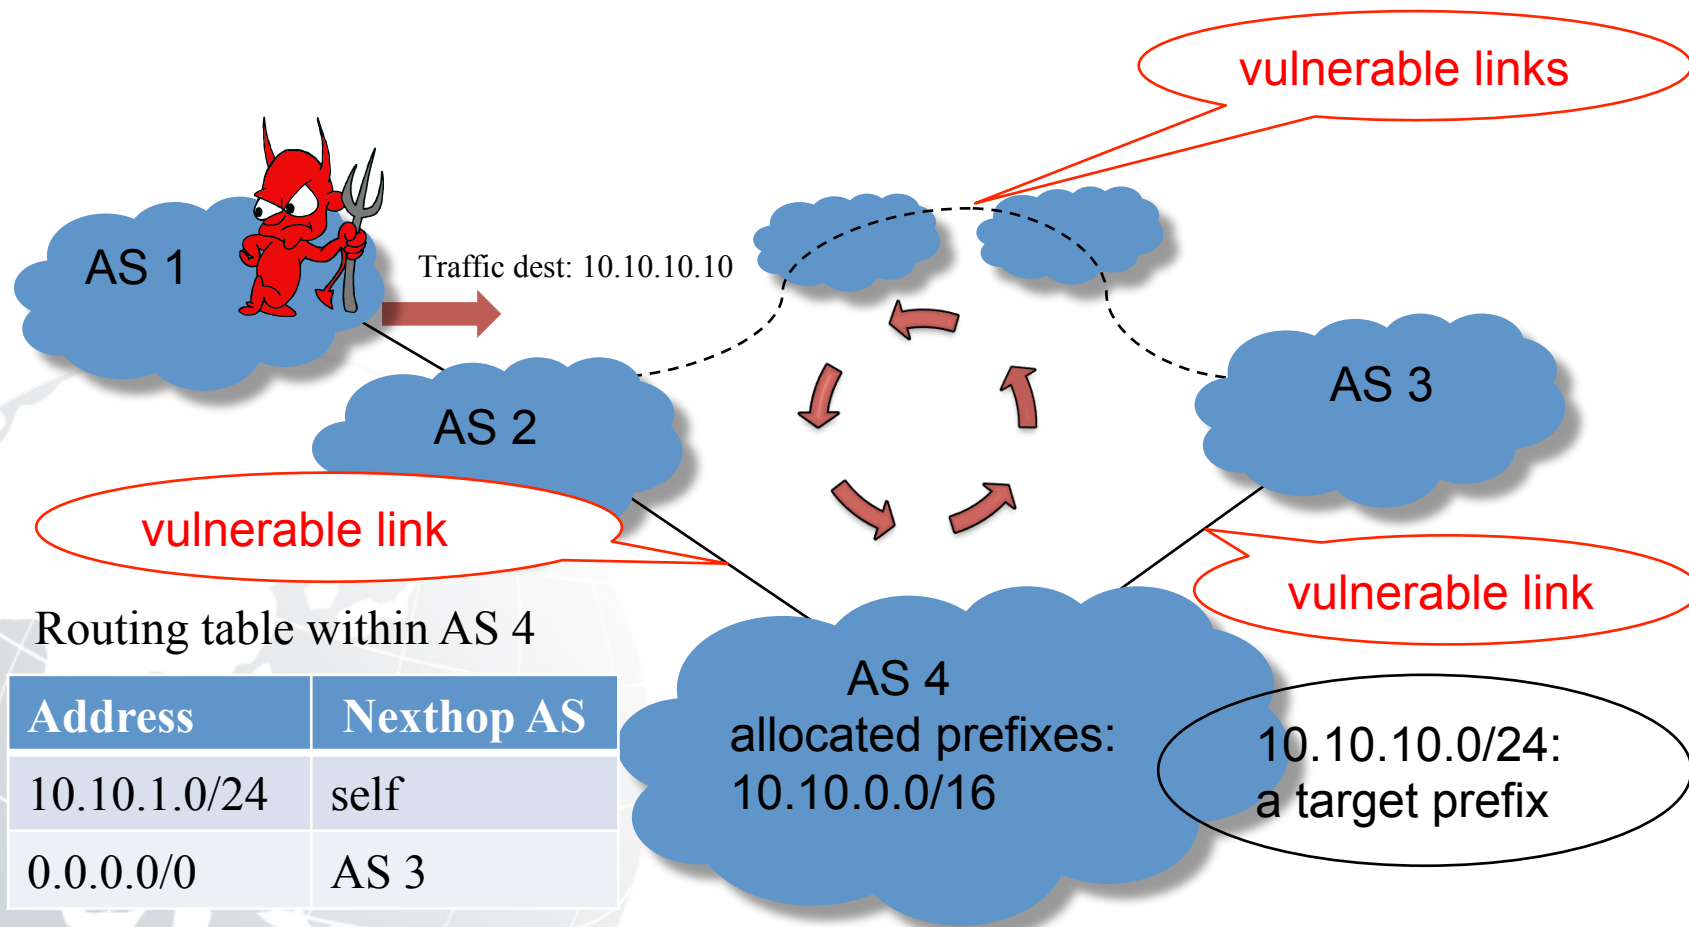 vulnerable links
AS 1
Traffic dest: 10.10.10.10
AS 2
AS 3
vulnerable link
vulnerable link
Routing table within AS 4
Address Nexthop AS
10.10.1.0/24 self
0.0.0.0/0 AS 3
AS 4
allocated prefixes:
10.10.0.0/16
10.10.10.0/24:
a target prefix